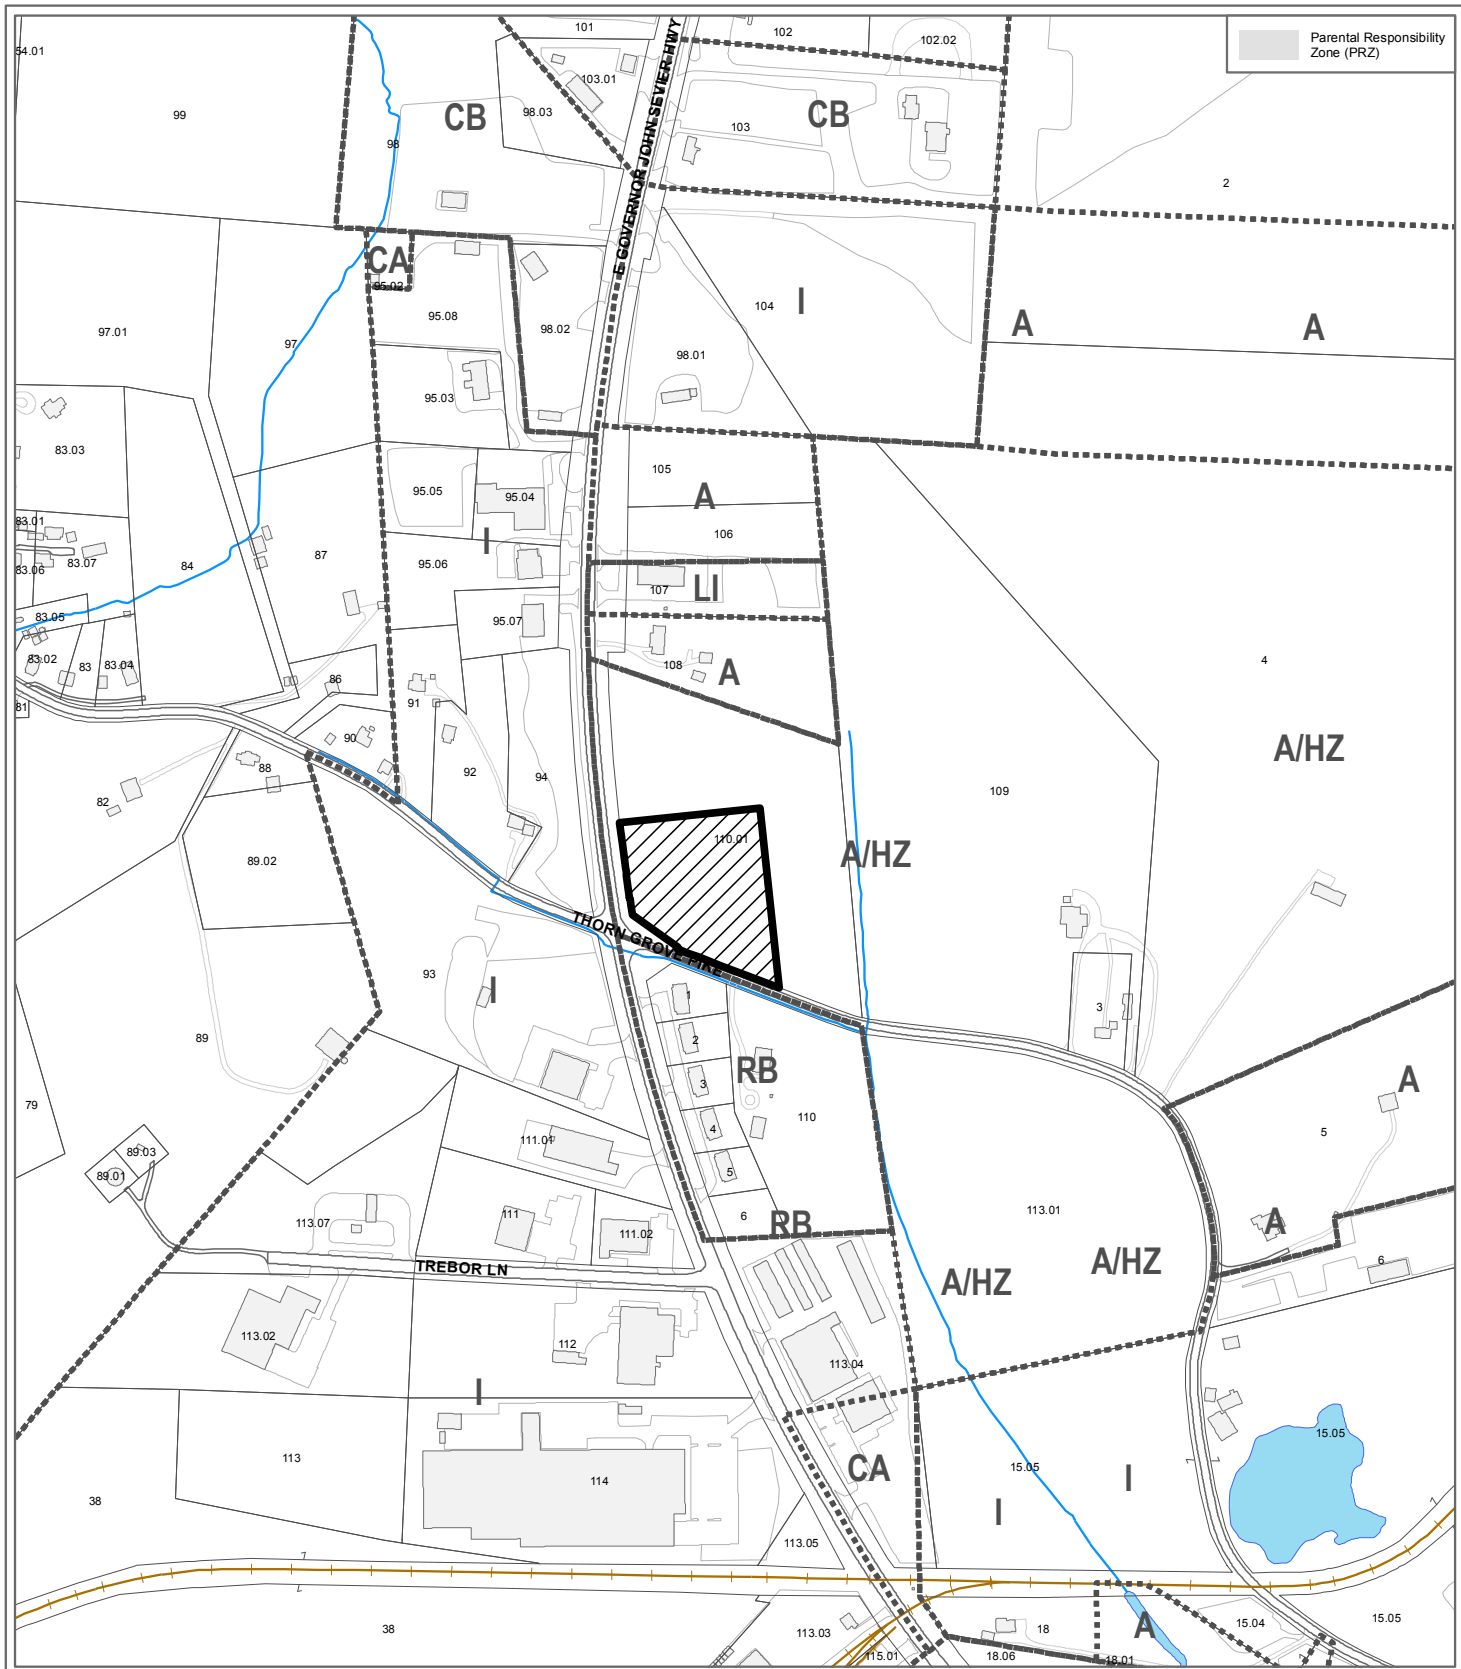 Parental Responsibility
Zone (PRZ)
101
102
102.02
54.01
103.01
99
98.03
CB
CB
103
98
2
E GOVERNOR JOHN SEVIER HWY
CA
95.02
95.08
98.02
104
I
A
A
97.01
97
98.01
95.03
83.03
105
95.05
95.04
A
83.01
106
I
87
83.06
83.07
84
95.06
107
LI
83.05
95.07
83.02
83
83.04
108
A
4
86
91
81
90
A/HZ
88
92
94
82
109
110.01
89.02
A/HZ
THORN GROVE PIKE
93
I
1
3
89
2
RB
3
A
79
110
4
5
111.01
89.03
5
89.01
113.01
111
6
RB
A
113.07
111.02
A/HZ
6
TREBOR LN
A/HZ
113.02
112
113.04
I
15.05
CA
15.05
113
114
I
I
38
113.05
38
113.03
18
A
15.04
15.05
115.01
18.06
18.01